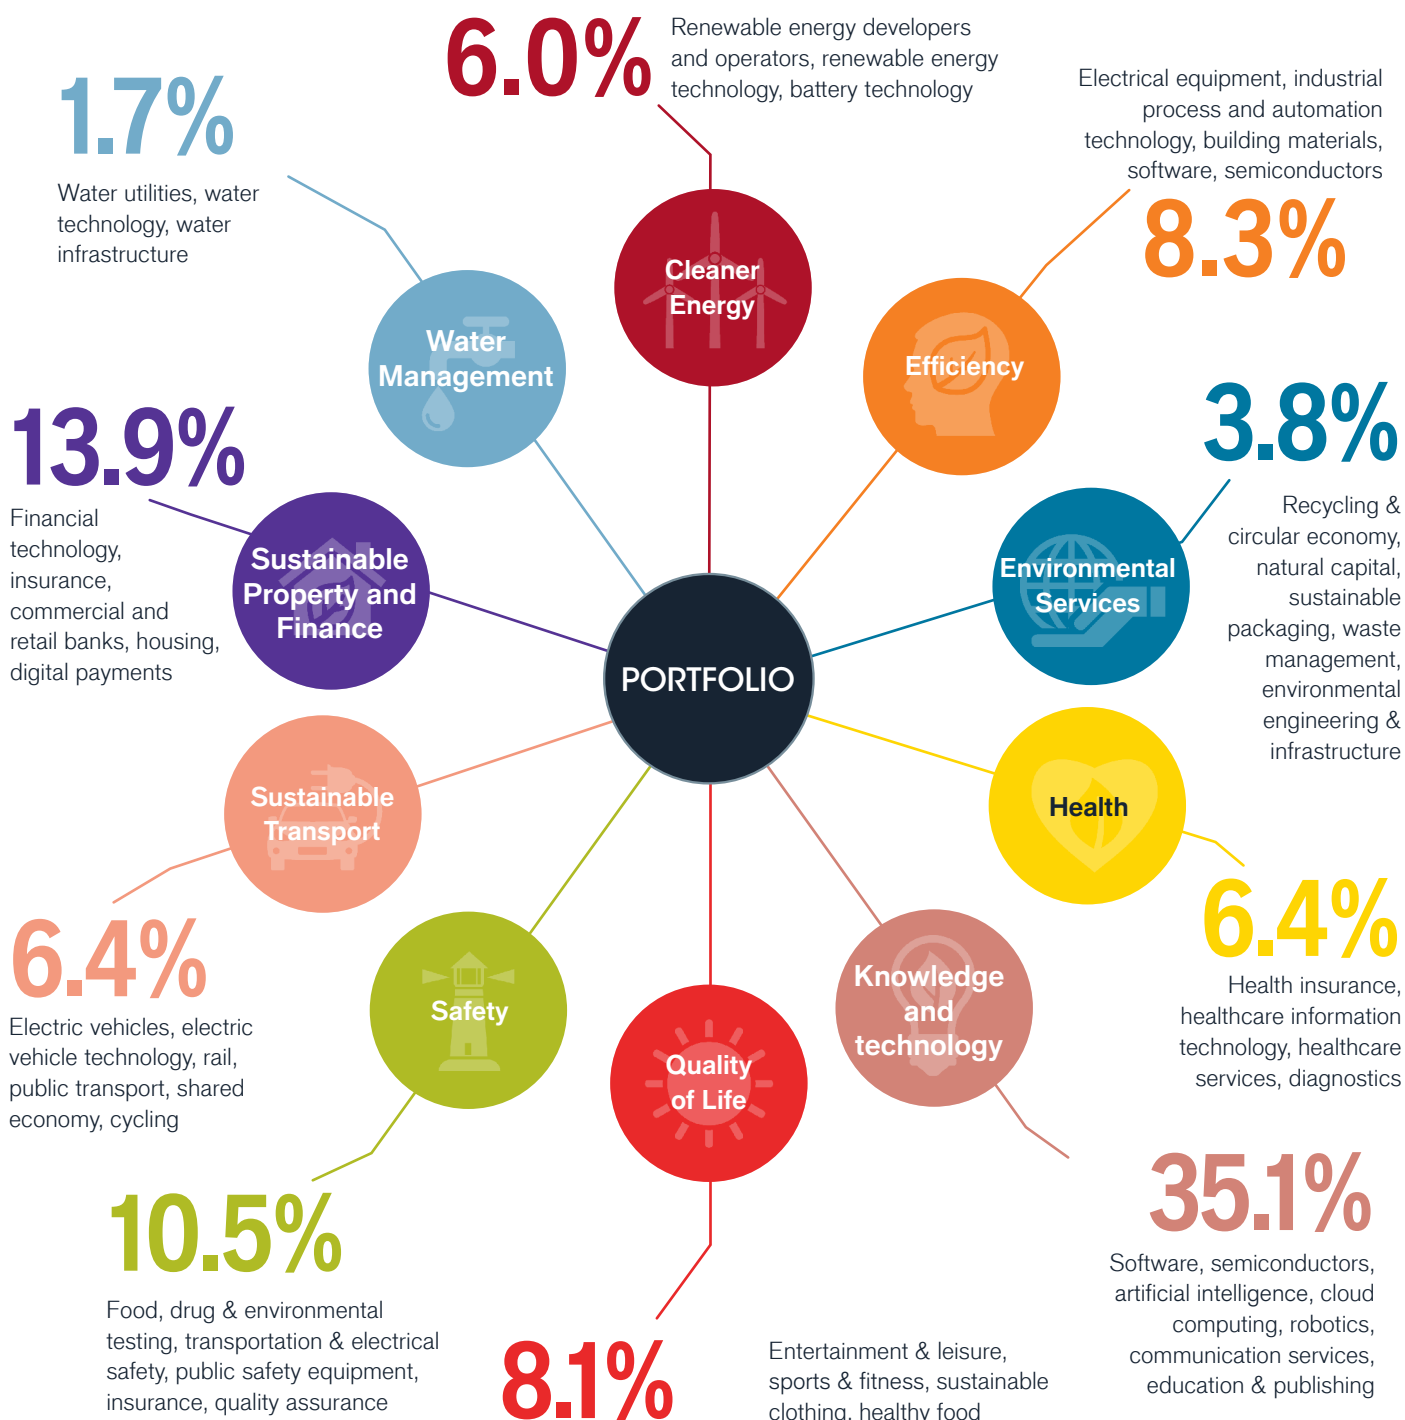 6.0%
Renewable energy developers
and operators, renewable energy
technology, battery technology
1.7%
Water utilities, water
technology, water
infrastructure
Electrical equipment, industrial
process and automation
technology, building materials,
software, semiconductors
8.3%
Cleaner
Energy
Water
Management
Efficiency
13.9%
Financial
technology,
insurance,
commercial and
retail banks, housing,
digital payments
Sustainable
Property and
Finance
3.8%
Recycling &
circular economy,
natural capital,
sustainable
packaging, waste
management,
environmental
engineering &
infrastructure
Environmental
Services
PORTFOLIO
Sustainable
Transport
Health
6.4%
Electric vehicles, electric
vehicle technology, rail,
public transport, shared
economy, cycling
6.4%
Health insurance,
healthcare information
technology, healthcare
services, diagnostics
Safety
Quality
of Life
Knowledge
and
technology
10.5%
Food, drug & environmental
testing, transportation & electrical
safety, public safety equipment,
insurance, quality assurance
35.1%
Software, semiconductors,
artificial intelligence, cloud
computing, robotics,
communication services,
education & publishing
8.1%
Entertainment & leisure,
sports & fitness, sustainable
clothing, healthy food